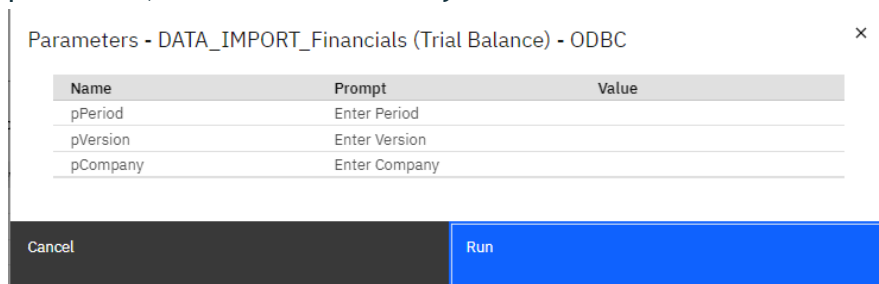 Parameters - DATA_IMPORT_Financials (Trial Balance) - ODBC ×
Name Prompt Value
pPeriod Enter Period
pVersion Enter Version
pCompany Enter Company
Cancel Run